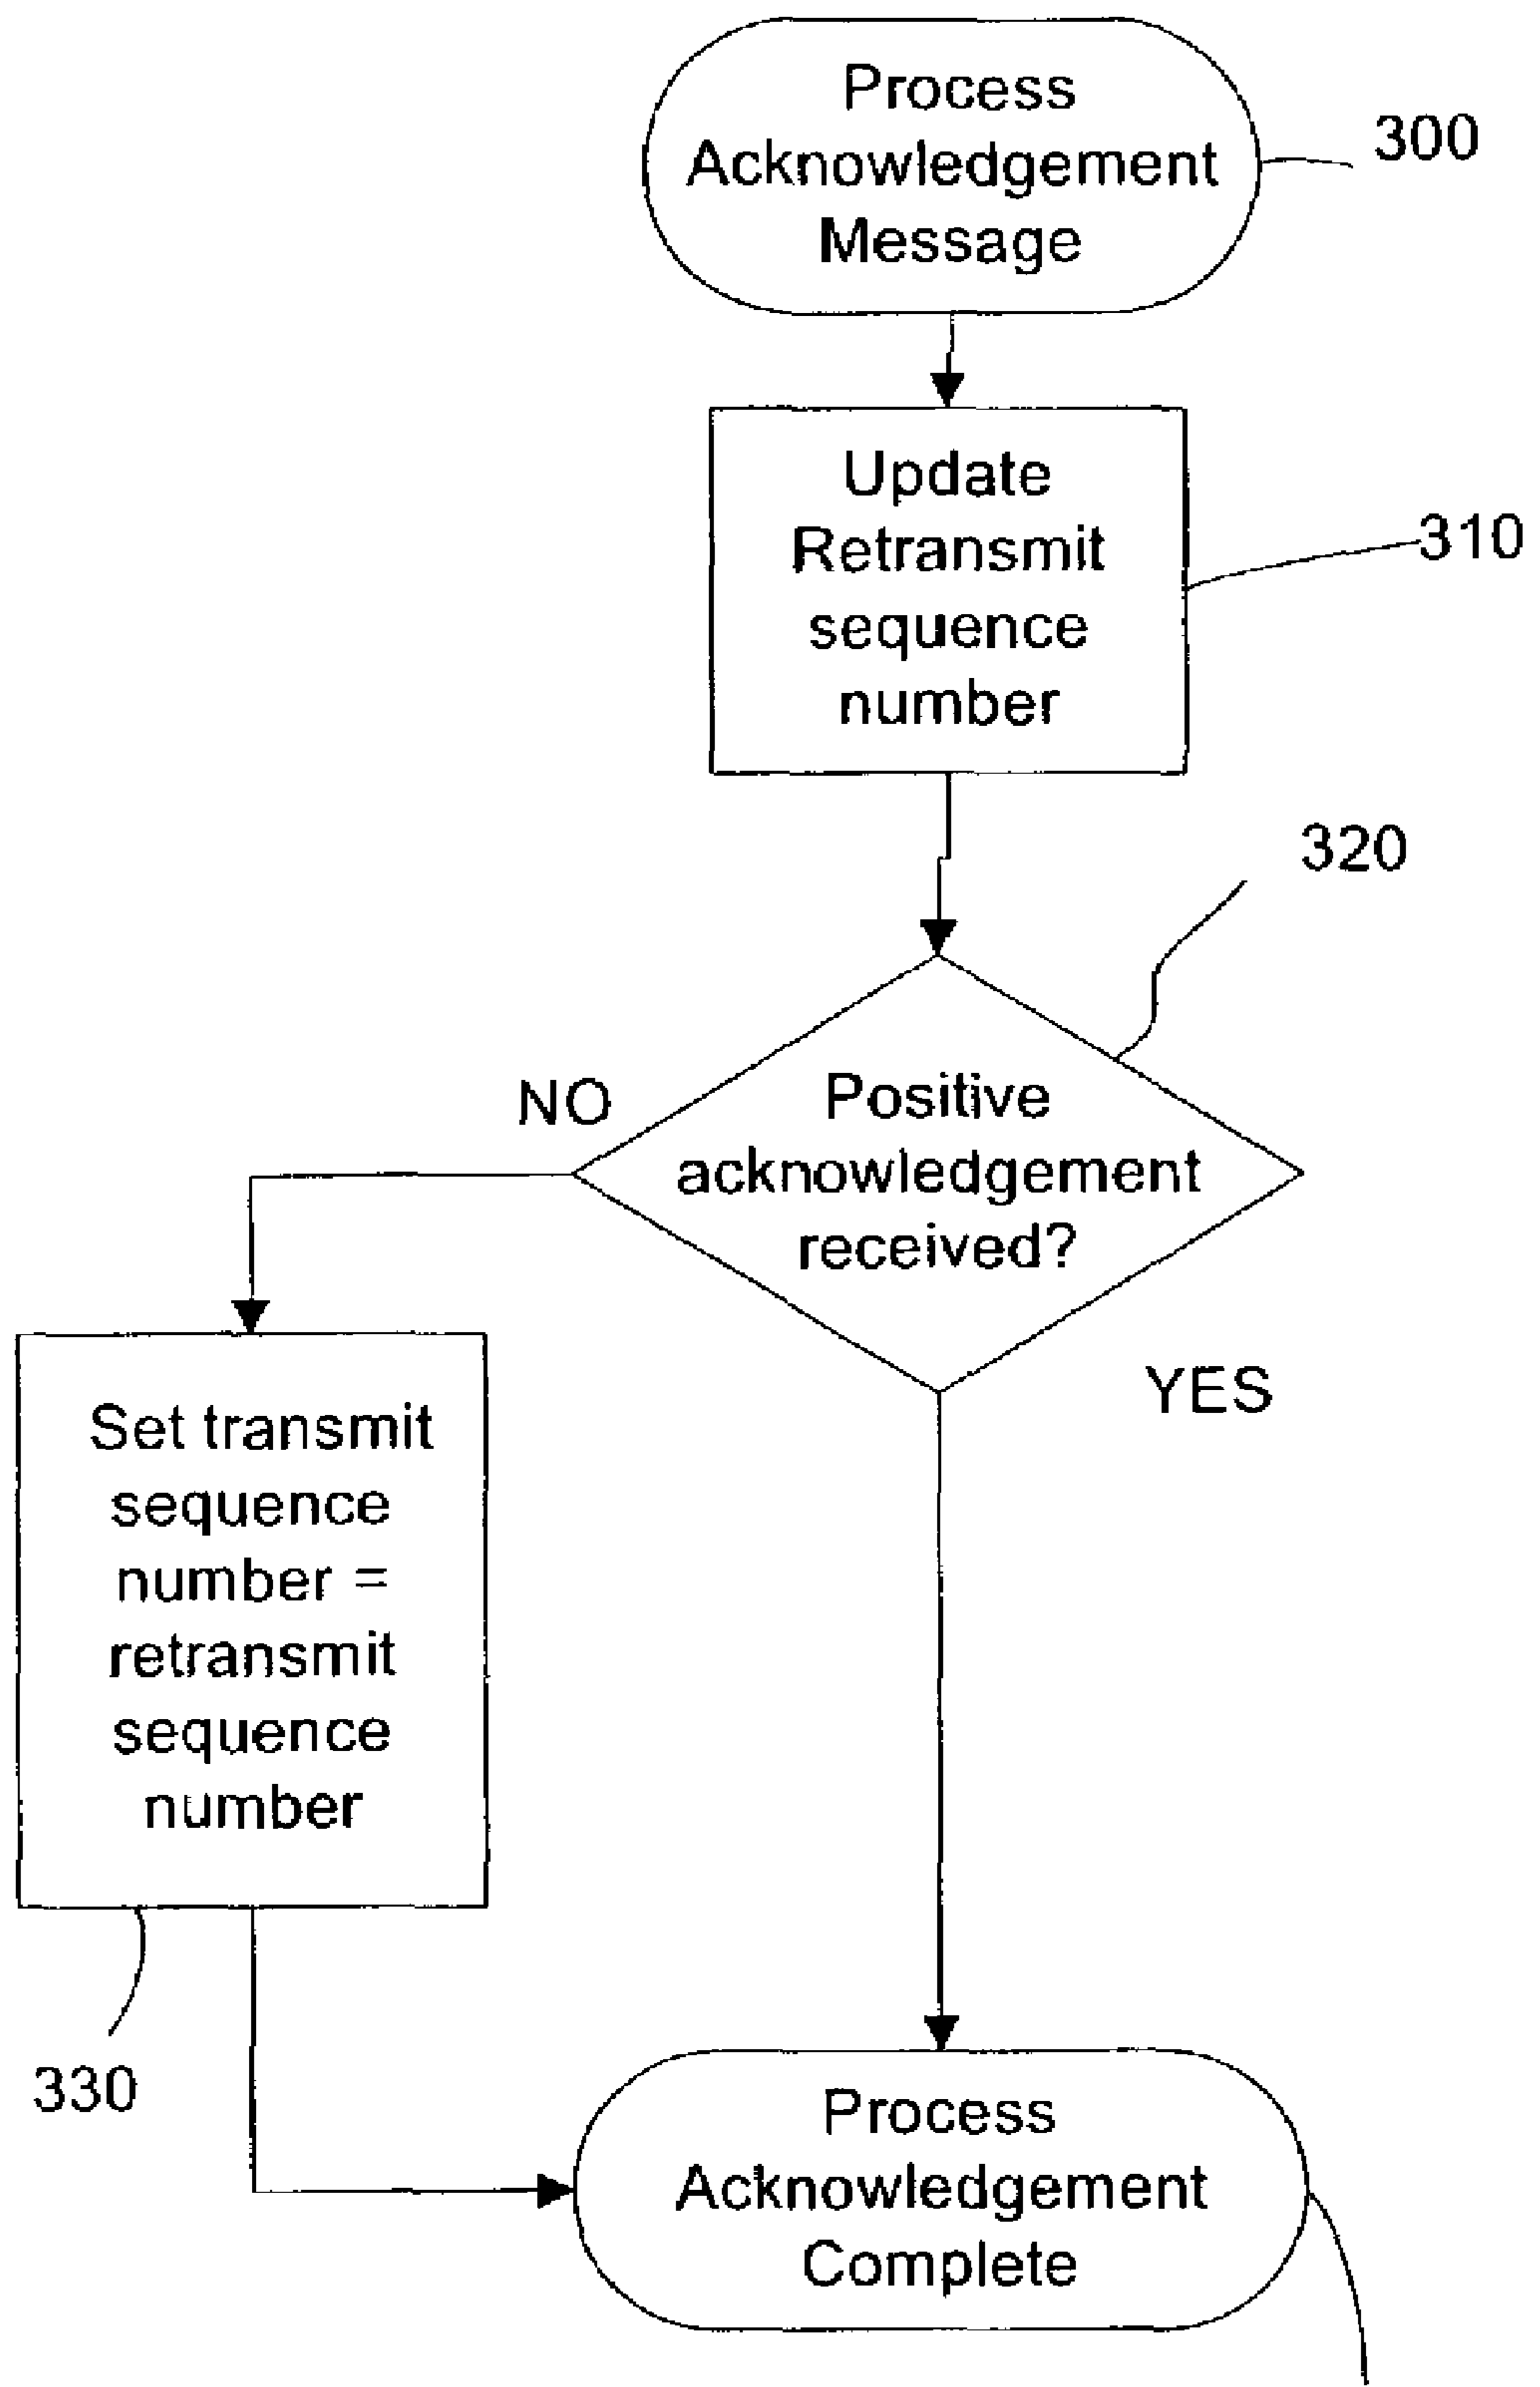 Process
Acknowledgement
Message
300
Update
Retransmit
sequence
number
310
320
Positive
acknowledgement
received?
NO
YES
Set transmit
sequence
number =
retransmit
sequence
number
330
Process
Acknowledgement
Complete